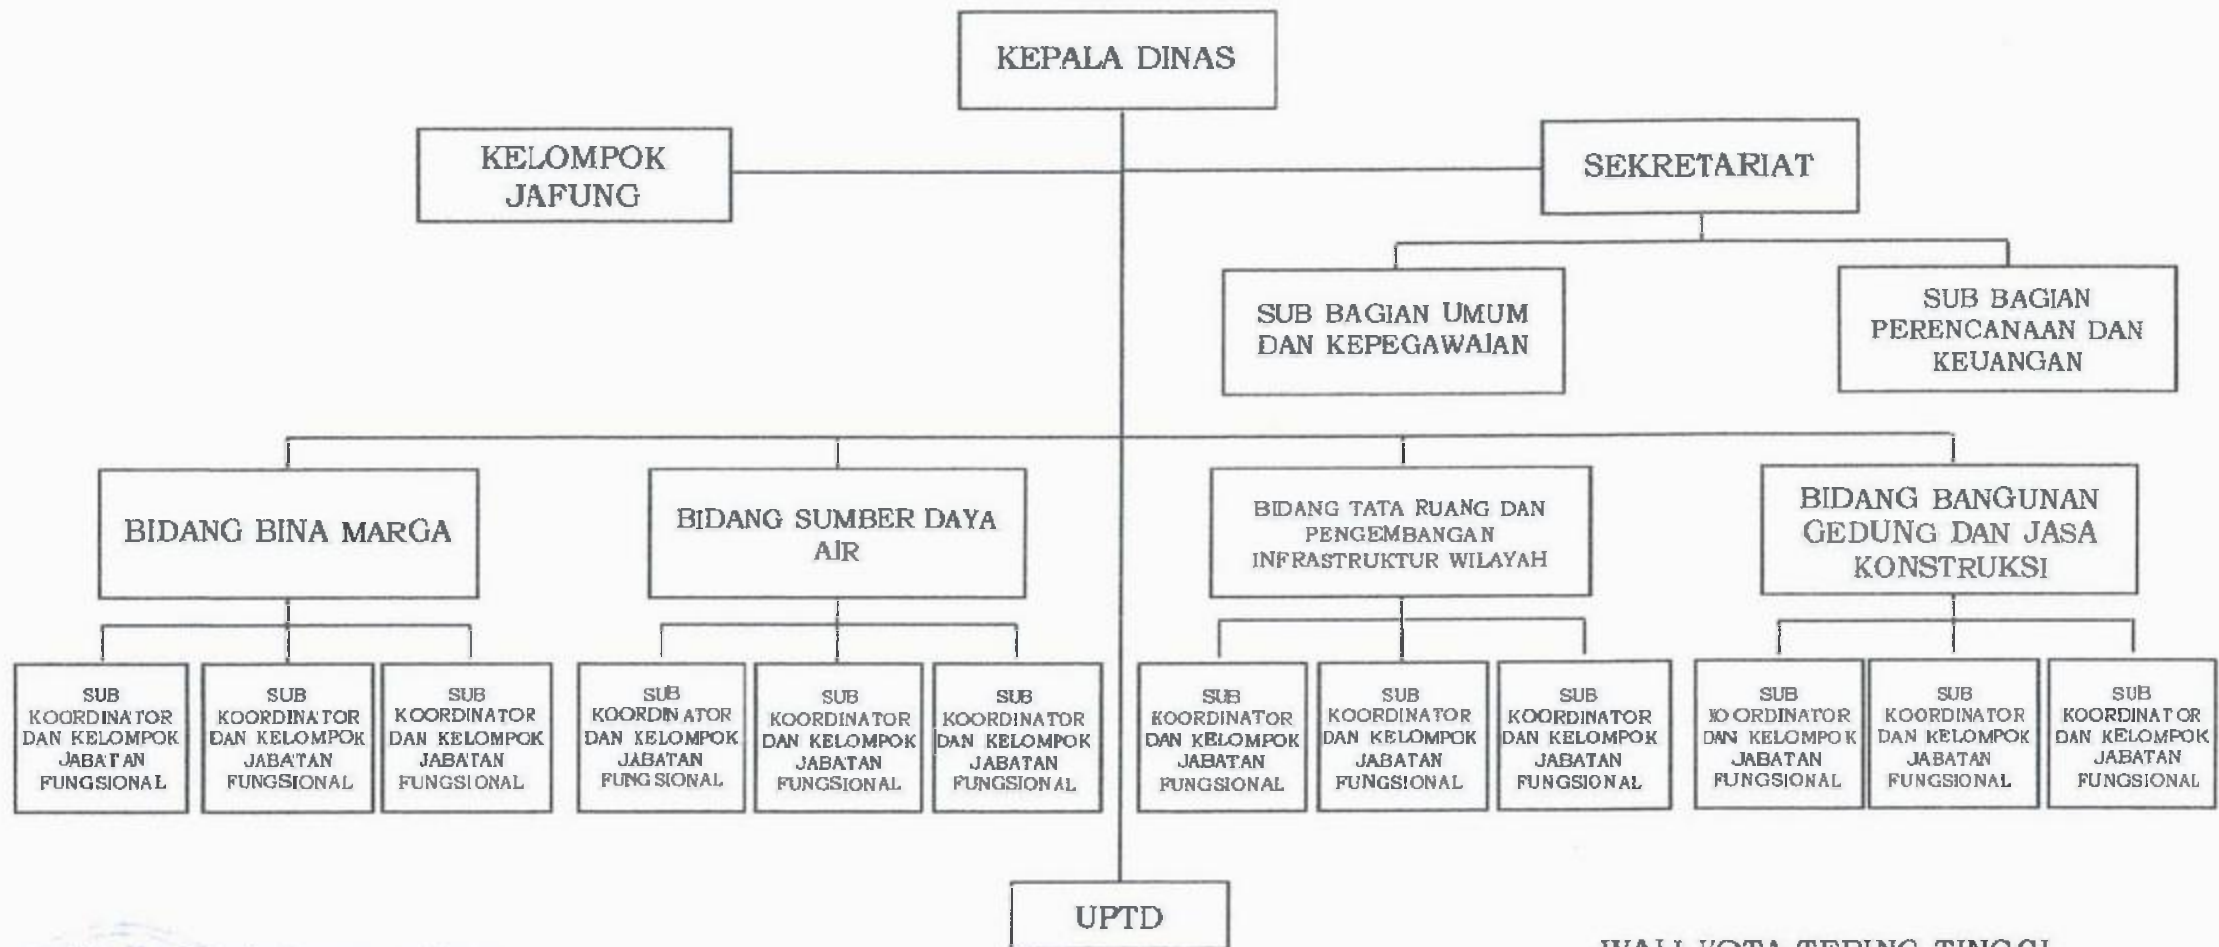 KEPALA DINAS
KELOMPOK
JAFUNG
SEKRETARIAT
SUB BAGIAN UMUM
DAN KEPEGAWAIAN
SUB BAGIAN
PERENCANAAN DAN
KEUANGAN
BIDANG BINA MARGA
BIDANG SUMBER DAYA
AIR
BIDANG TATA RUANG DAN
PENGEMBANGAN
INFRASTRUKTUR WILAYAH
BIDANG BANGUNAN
GEDUNG DAN JASA
KONSTRUKSI
SUB
KOORDINATOR
DAN KELOMPOK
JABATAN
FUNGSIONAL
SUB
KOORDINATOR
DAN KELOMPOK
JABATAN
FUNGSIONAL
SUB
KOORDINATOR
DAN KELOMPOK
JABATAN
FUNGSIONAL
SUB
KOORDINATOR
DAN KELOMPOK
JABATAN
FUNGSIONAL
SUB
KOORDINATOR
DAN KELOMPOK
JABATAN
FUNGSIONAL
SUB
KOORDINATOR
DAN KELOMPOK
JABATAN
FUNGSIONAL
SUB
KOORDINATOR
DAN KELOMPOK
JABATAN
FUNGSIONAL
SUB
KOORDINATOR
DAN KELOMPOK
JABATAN
FUNGSIONAL
SUB
KOORDINATOR
DAN KELOMPOK
JABATAN
FUNGSIONAL
SUB
KOORDINATOR
DAN KELOMPOK
JABATAN
FUNGSIONAL
SUB
KOORDINATOR
DAN KELOMPOK
JABATAN
FUNGSIONAL
SUB
KOORDINATOR
DAN KELOMPOK
JABATAN
FUNGSIONAL
UPTD
WALI KOTA TEBING TINGGI